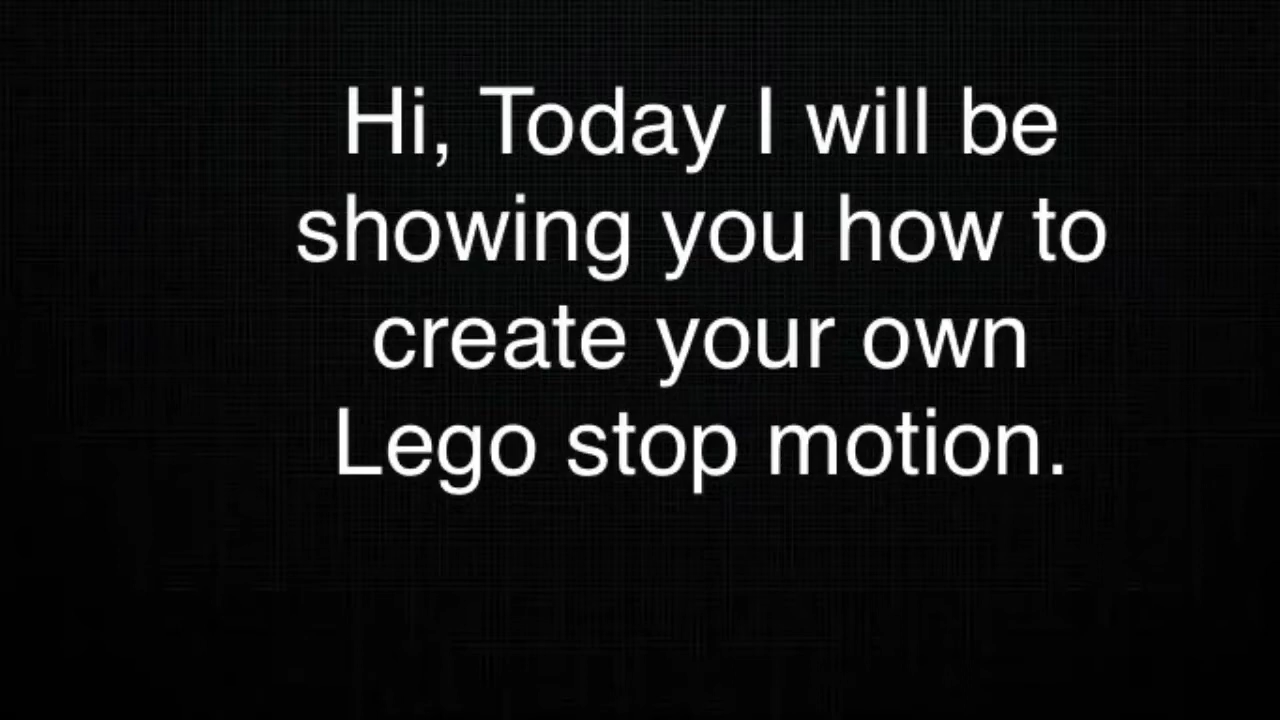 Hi, Today I will be
showing you how to
create your own
Lego stop motion.